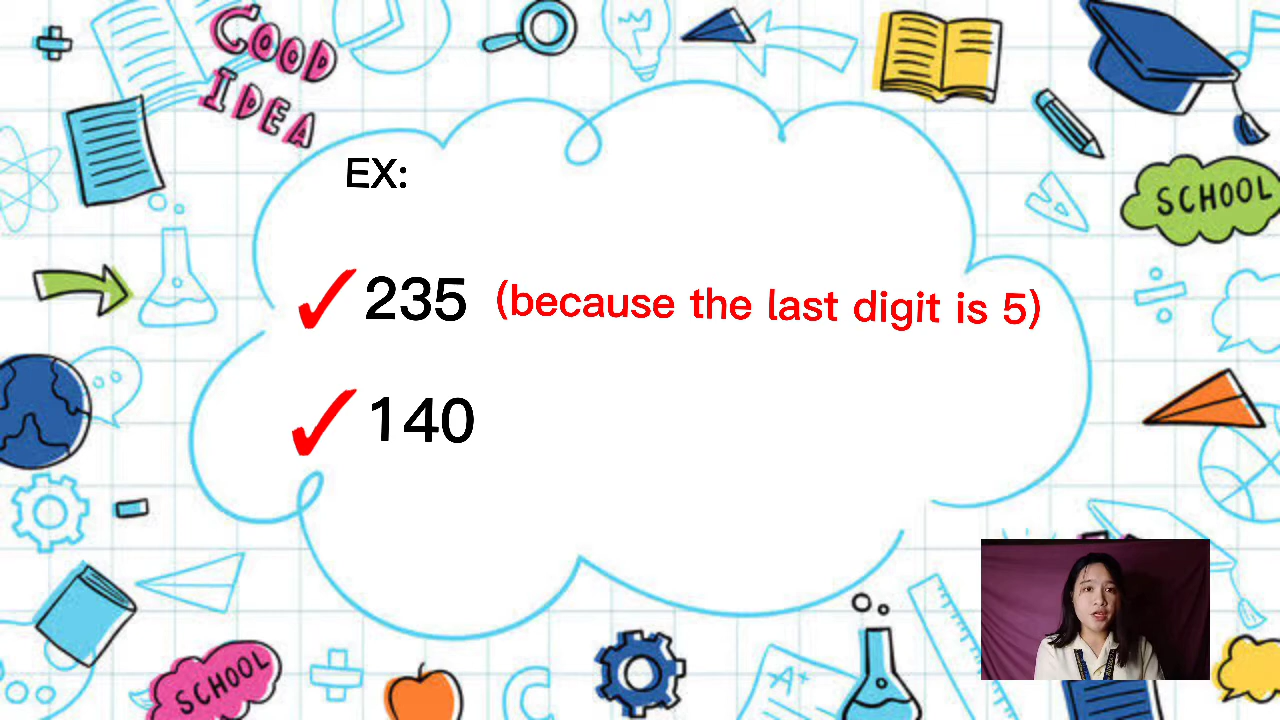 GOOD
IDEA
SCHOOL
EX:
235 (because the last digit is 5)
140
SCHOOL
A+